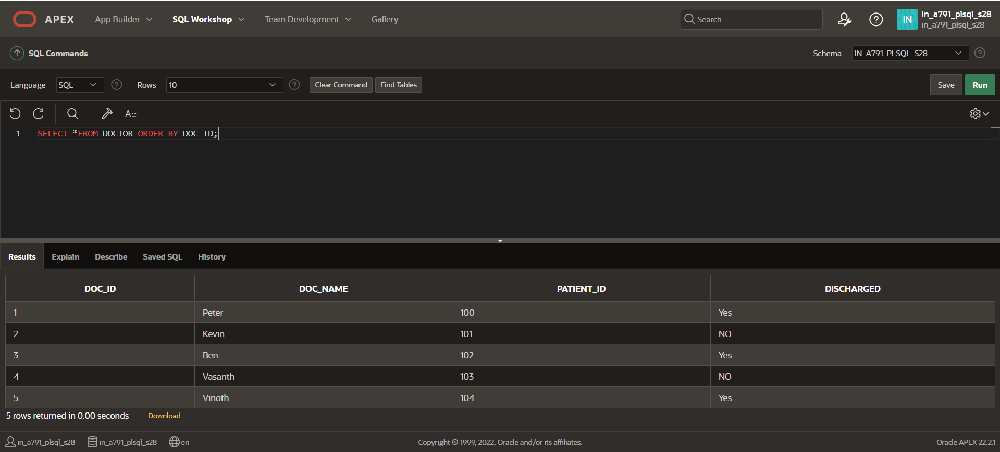 APEX App Builder SQL Workshop Team Development Gallery Search IN in_a791_plsql_s28
in_a791_plsql_s28
SQL Commands Schema IN_A791_PLSQL_S28
Language SQL Rows 10 Clear Command Find Tables Save Run
A::
1 SELECT *FROM DOCTOR ORDER BY DOC_ID;
Results Explain Describe Saved SQL History
DOC_ID DOC_NAME PATIENT_ID DISCHARGED
1 Peter 100 Yes
2 Kevin 101 NO
3 Ben 102 Yes
4 Vasanth 103 NO
5 Vinoth 104 Yes
5 rows returned in 0.00 seconds Download
in_a791_plsql_s28 in_a791_plsql_s28 en Copyright © 1999, 2022, Oracle and/or its affiliates. Oracle APEX 22.2.1